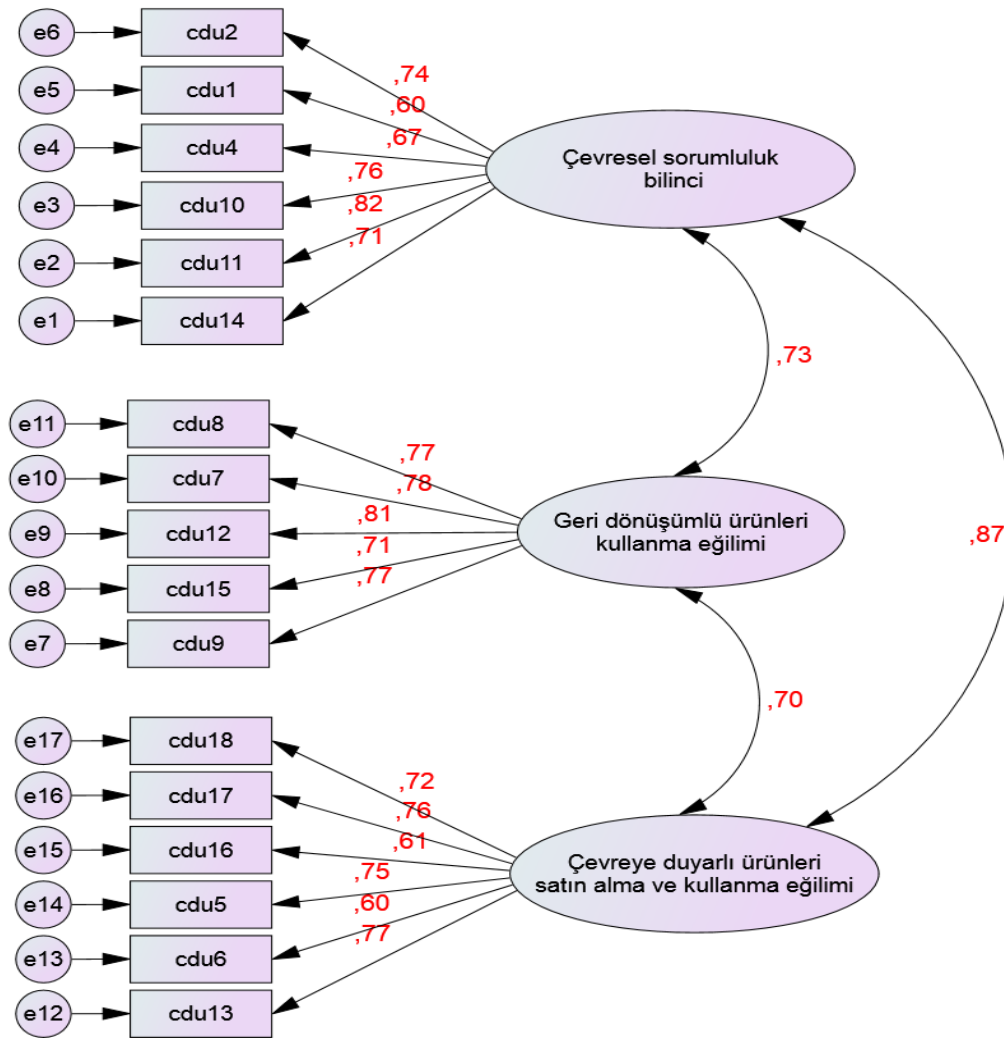 e6
cdu2
e5
cdu1
e4
cdu4
e3
cdu10
e2
cdu11
e1
cdu14
,74
,60
,67
,76
,82
,71
Çevresel sorumluluk
bilinci
,73
e11
cdu8
e10
cdu7
e9
cdu12
e8
cdu15
e7
cdu9
,77
,78
,81
,71
,77
Geri dönüşümlü ürünleri
kullanma eğilimi
,87
,70
e17
cdu18
e16
cdu17
e15
cdu16
e14
cdu5
e13
cdu6
e12
cdu13
,72
,76
,61
,75
,60
,77
Çevreye duyarlı ürünleri
satın alma ve kullanma eğilimi